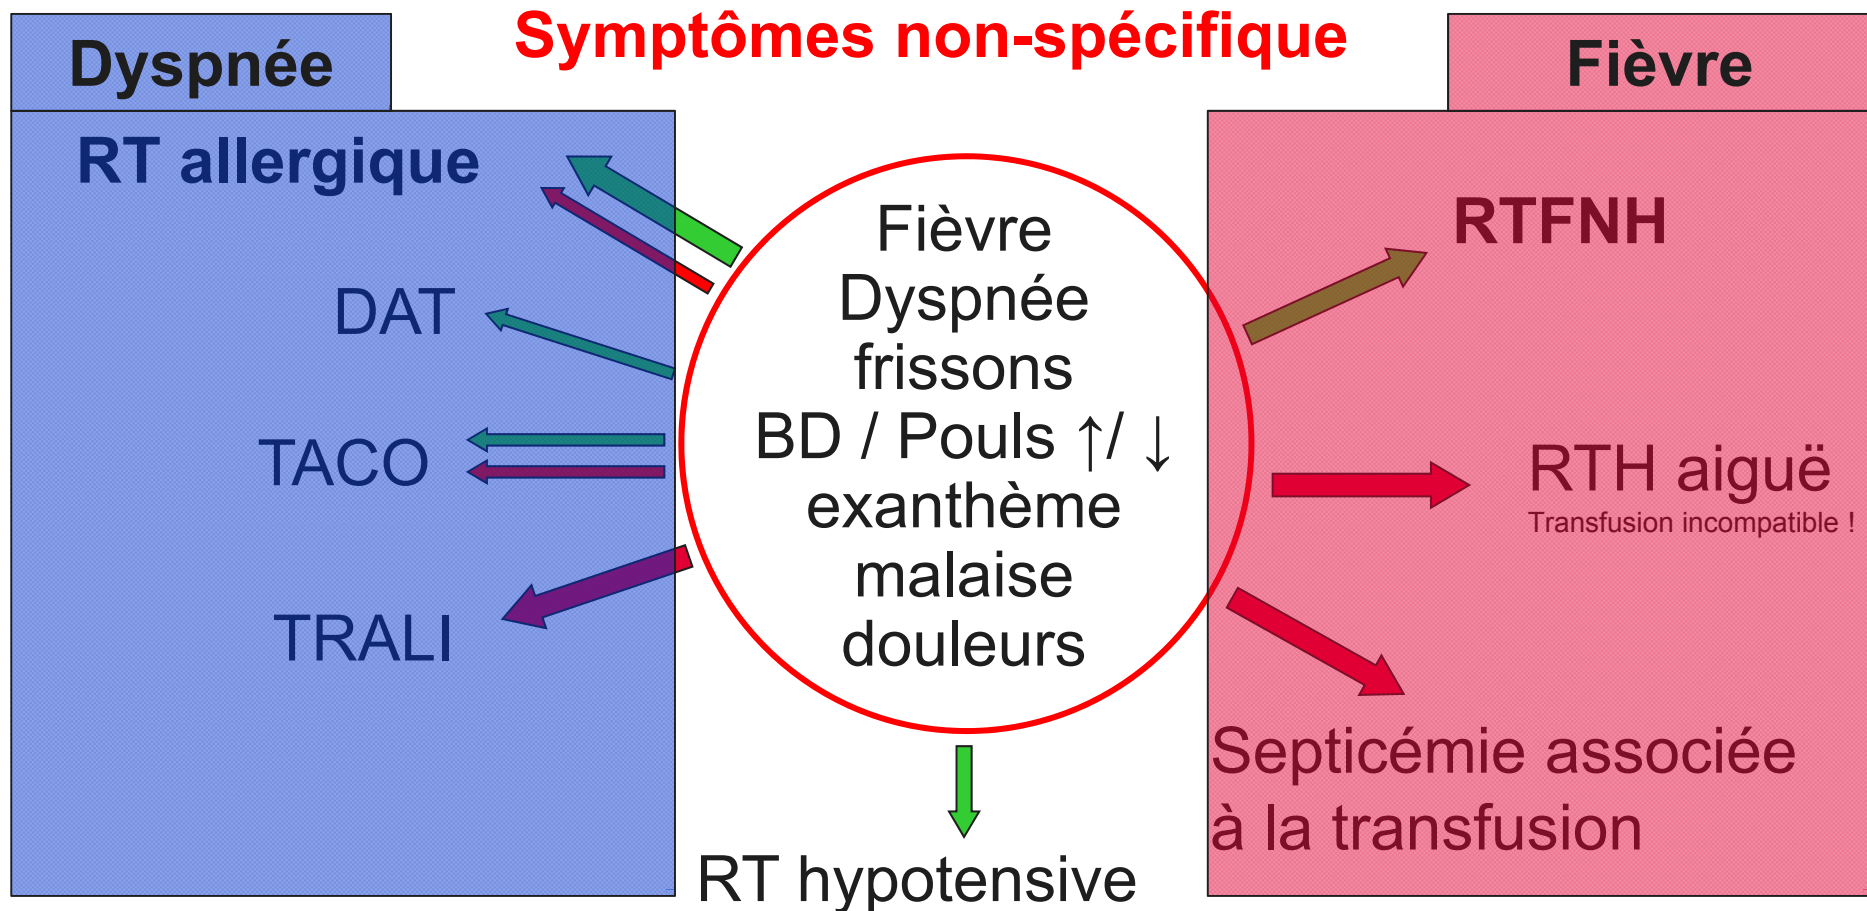 Symptômes non-spécifique
Dyspnée
RT allergique
DAT
TACO
TRALI
Fièvre
Dyspnée
frissons
BD / Pouls ↑/ ↓
exanthème
malaise
douleurs
RT hypotensive
Fièvre
RTFNH
RTH aiguë
Transfusion incompatible !
Septicémie associée
à la transfusion